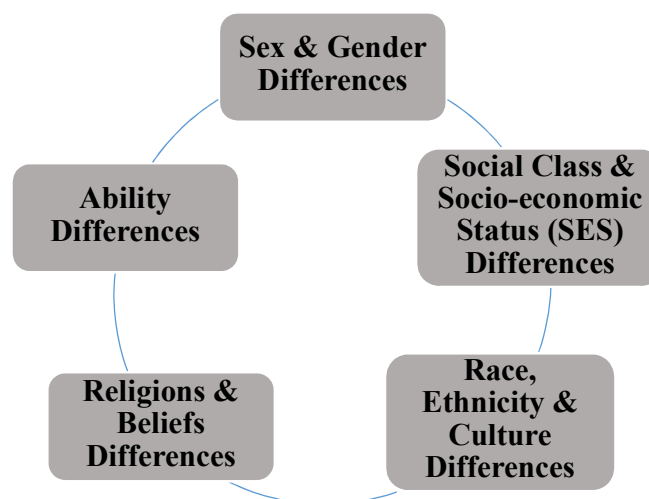 Sex & Gender
Differences
Social Class &
Socio-economic
Status (SES)
Differences
Race,
Ethnicity &
Culture
Differences
Religions &
Beliefs
Differences
Ability
Differences